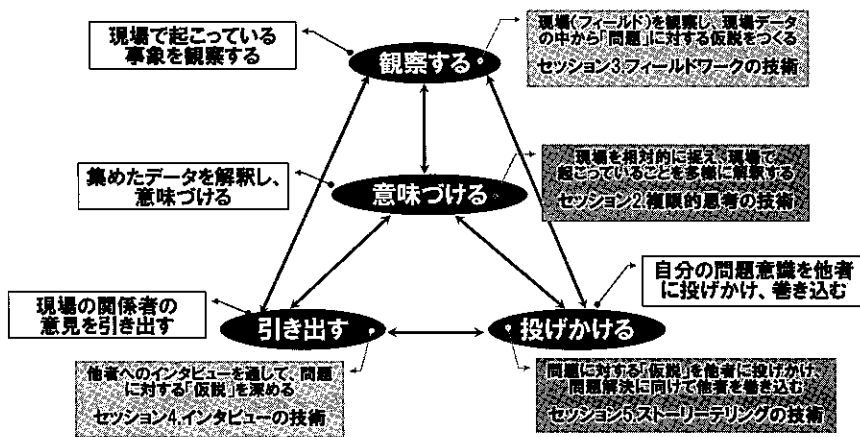 現場で起こっている
事象を観察する
観察する
現場(フィールド)を観察し、現場データ
の中から「問題」に対する仮説をつくる
セッション3.フィールドワークの技術
集めたデータを解釈し、
意味づける
意味づける
現場を相対的に捉え、現場で
起こっていることを多様に解釈する
セッション2.複眼的思考の技術
現場の関係者の
意見を引き出す
引き出す
他者へのインタビューを通して、問題
に対する「仮説」を深める
セッション4.インタビューの技術
自分の問題意識を他者
に投げかけ、巻き込む
投げかける
問題に対する「仮説」を他者に投げかけ、
問題解決に向けて他者を巻き込む
セッション5.ストーリーテリングの技術